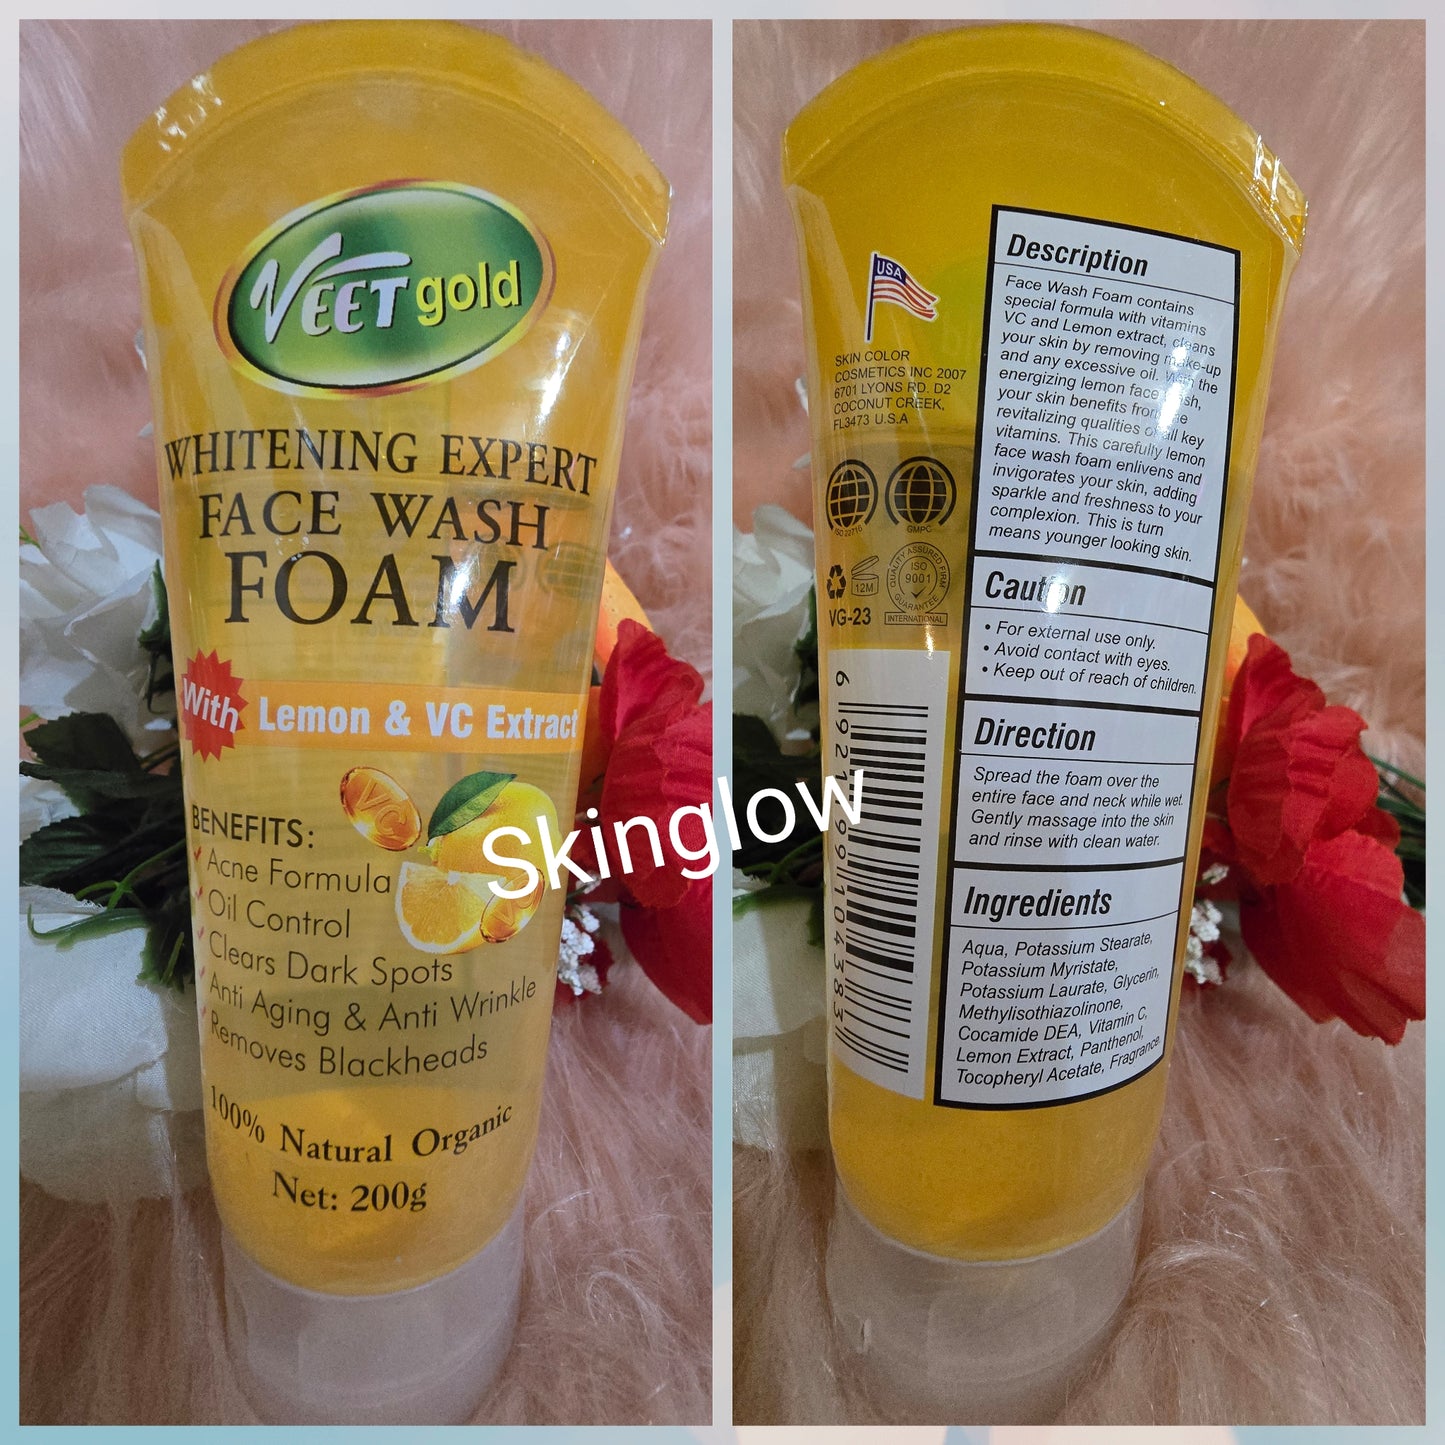 VEET gold
WHITENING EXPERT
FACE WASH
FOAM
With Lemon & VC Extract
VC
VC
BENEFITS:
Acne Formula
Oil Control
Clears Dark Spots
Anti Aging & Anti Wrinkle
Removes Blackheads
100% Natural Organic
Net: 200g
Skinglow
USA
SKIN COLOR
COSMETICS INC 2007
6701 LYONS RD. D2
COCONUT CREEK,
FL3473 U.S.A
ISO 22716
GMPC
12M
QUALITY ASSURED FIRM
ISO
9001
GUARANTEE
INTERNATIONAL
VG-23
Description
Face Wash Foam contains
special formula with vitamins
VC and Lemon extract, cleans
your skin by removing make-up
and any excessive oil. With the
energizing lemon face wash,
your skin benefits from the
revitalizing qualities of all key
vitamins. This carefully lemon
face wash foam enlivens and
invigorates your skin, adding
sparkle and freshness to your
complexion. This is turn
means younger looking skin.
Caution
• For external use only.
• Avoid contact with eyes.
• Keep out of reach of children.
Direction
Spread the foam over the
entire face and neck while wet.
Gently massage into the skin
and rinse with clean water.
Ingredients
Aqua, Potassium Stearate,
Potassium Myristate,
Potassium Laurate, Glycerin,
Methylisothiazolinone,
Cocamide DEA, Vitamin C,
Lemon Extract, Panthenol,
Tocopheryl Acetate, Fragrance.